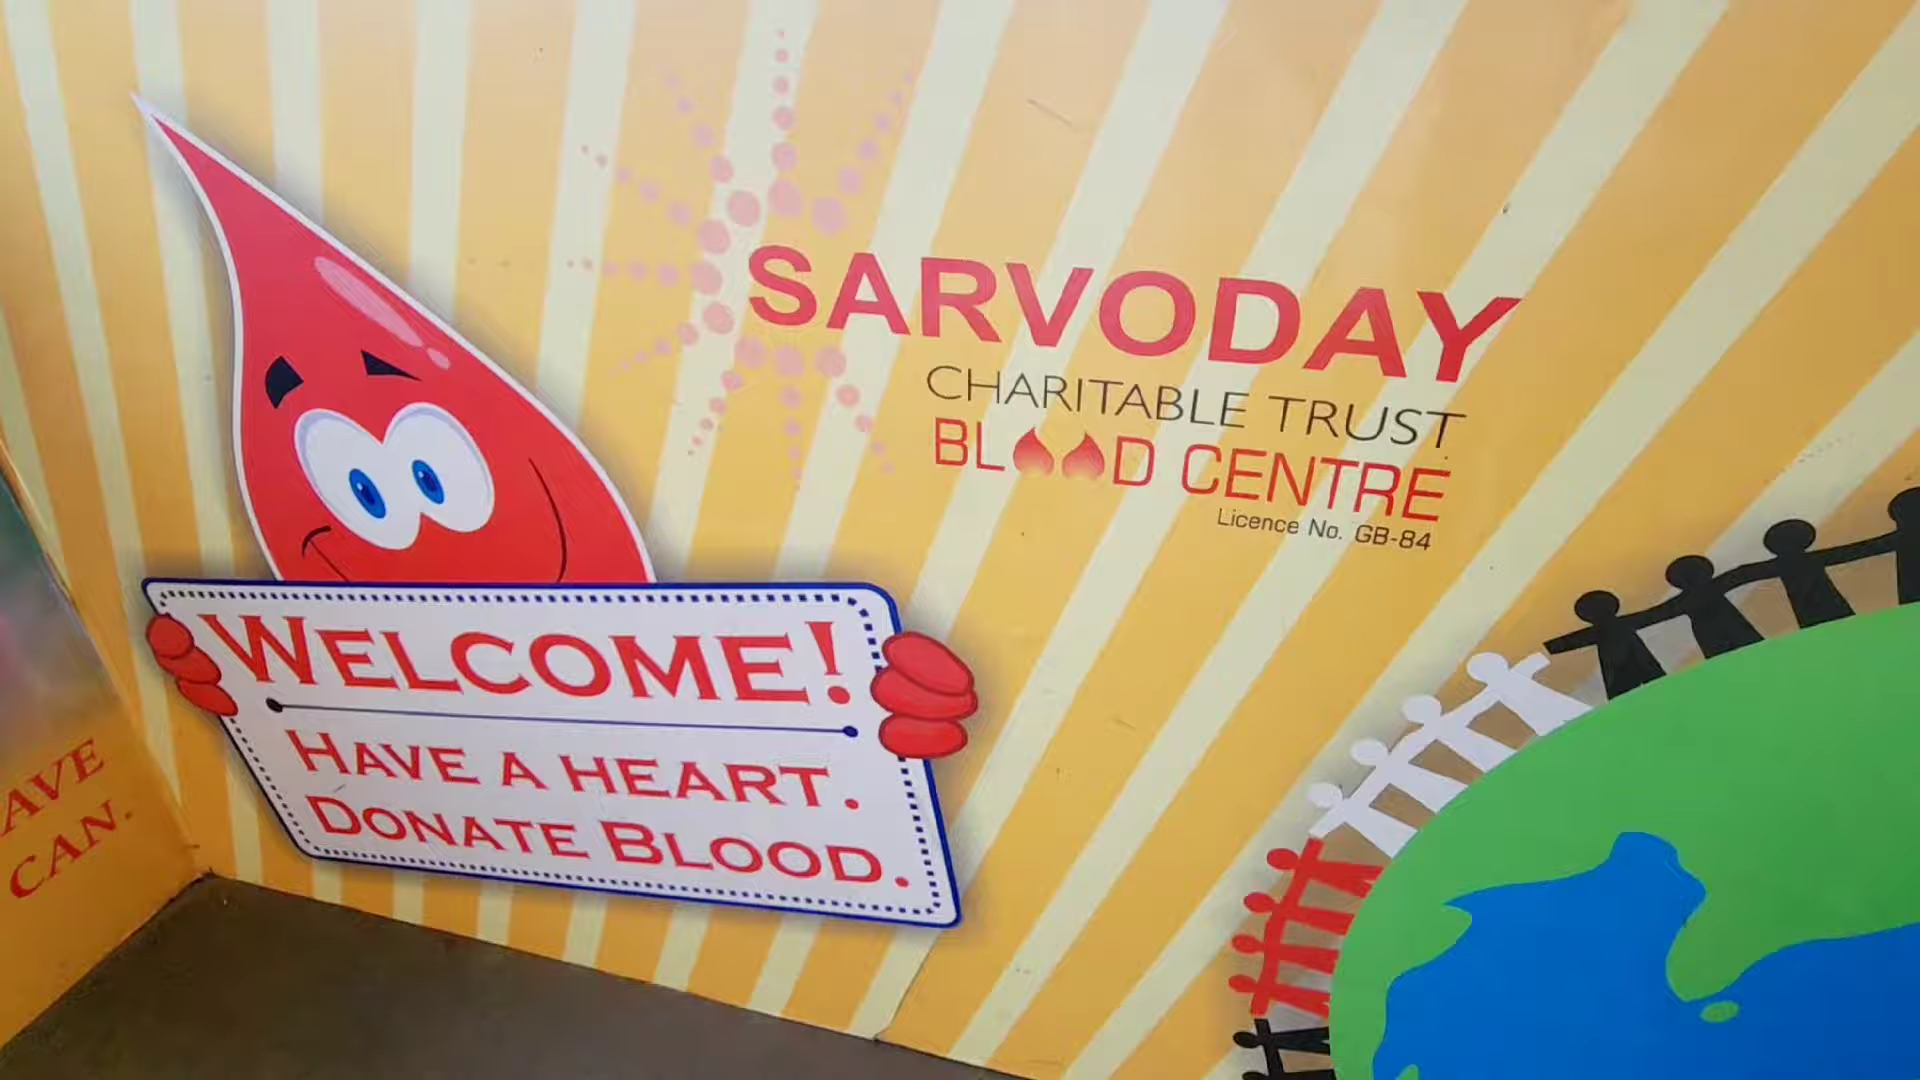 SARVODAY
CHARITABLE TRUST
BLOOD CENTRE
Licence No. GB-84
WELCOME!
HAVE A HEART.
DONATE BLOOD.
AVE
CAN.